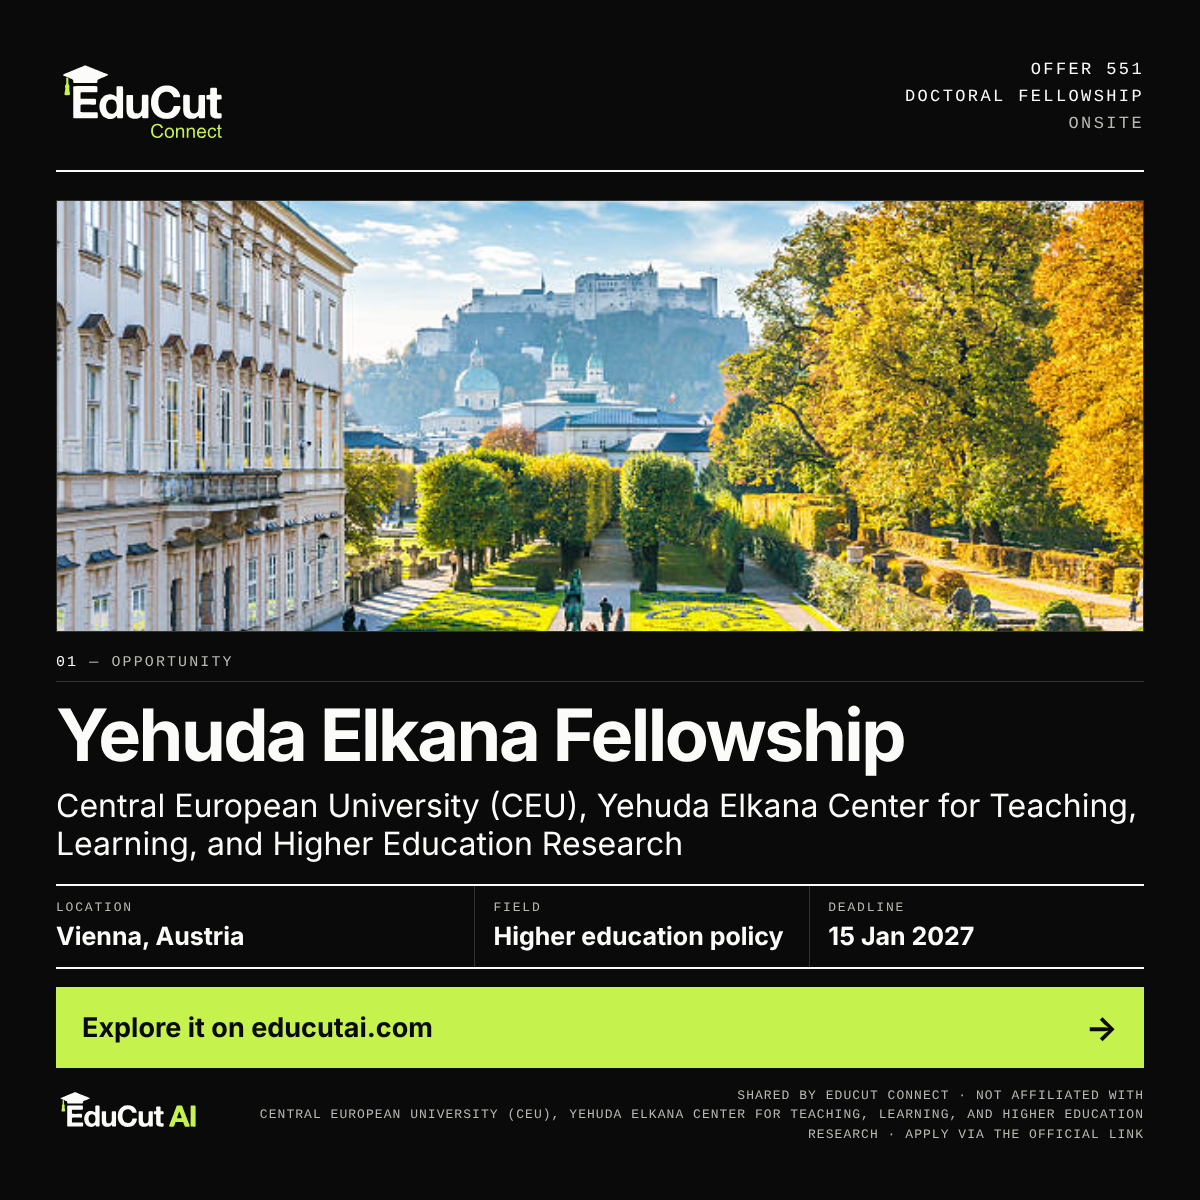 EduCut
Connect
OFFER 551
DOCTORAL FELLOWSHIP
ONSITE
01 — OPPORTUNITY
Yehuda Elkana Fellowship
Central European University (CEU), Yehuda Elkana Center for Teaching,
Learning, and Higher Education Research
LOCATION
Vienna, Austria
FIELD
Higher education policy
DEADLINE
15 Jan 2027
Explore it on educutai.com →
EduCut AI
SHARED BY EDUCUT CONNECT · NOT AFFILIATED WITH
CENTRAL EUROPEAN UNIVERSITY (CEU), YEHUDA ELKANA CENTER FOR TEACHING, LEARNING, AND HIGHER EDUCATION
RESEARCH · APPLY VIA THE OFFICIAL LINK